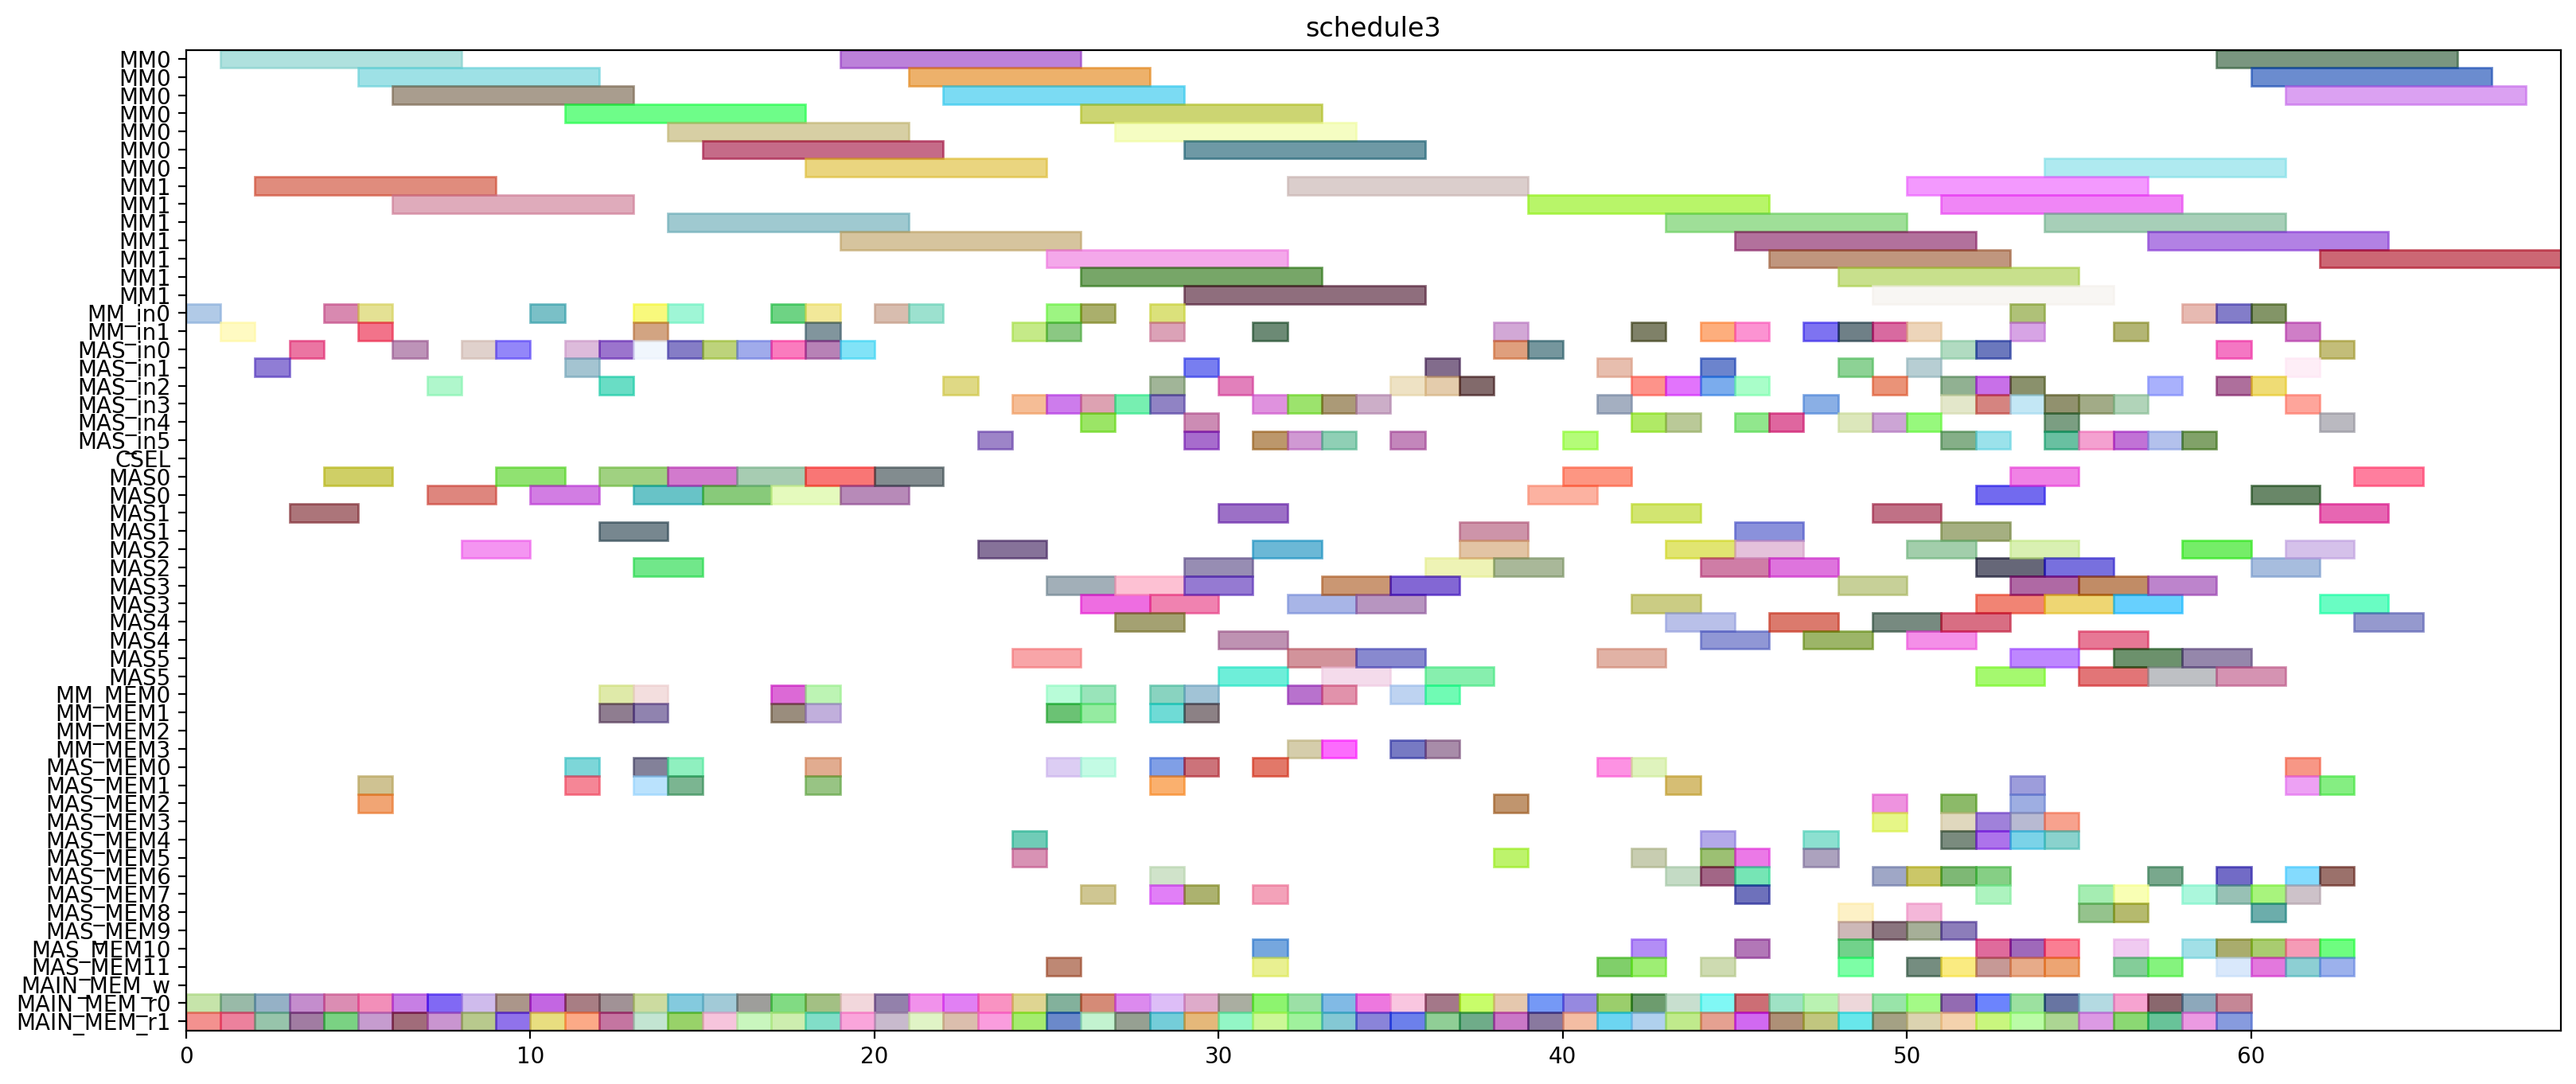 schedule3
MM0
MM0
MM0
MM0
MM0
MM0
MM0
MM1
MM1
MM1
MM1
MM1
MM1
MM1
MM_in0
MM_in1
MAS_in0
MAS_in1
MAS_in2
MAS_in3
MAS_in4
MAS_in5
CSEL
MAS0
MAS0
MAS1
MAS1
MAS2
MAS2
MAS3
MAS3
MAS4
MAS4
MAS5
MAS5
MM_MEM0
MM_MEM1
MM_MEM2
MM_MEM3
MAS_MEM0
MAS_MEM1
MAS_MEM2
MAS_MEM3
MAS_MEM4
MAS_MEM5
MAS_MEM6
MAS_MEM7
MAS_MEM8
MAS_MEM9
MAS_MEM10
MAS_MEM11
MAIN_MEM_w
MAIN_MEM_r0
MAIN_MEM_r1
0 10 20 30 40 50 60